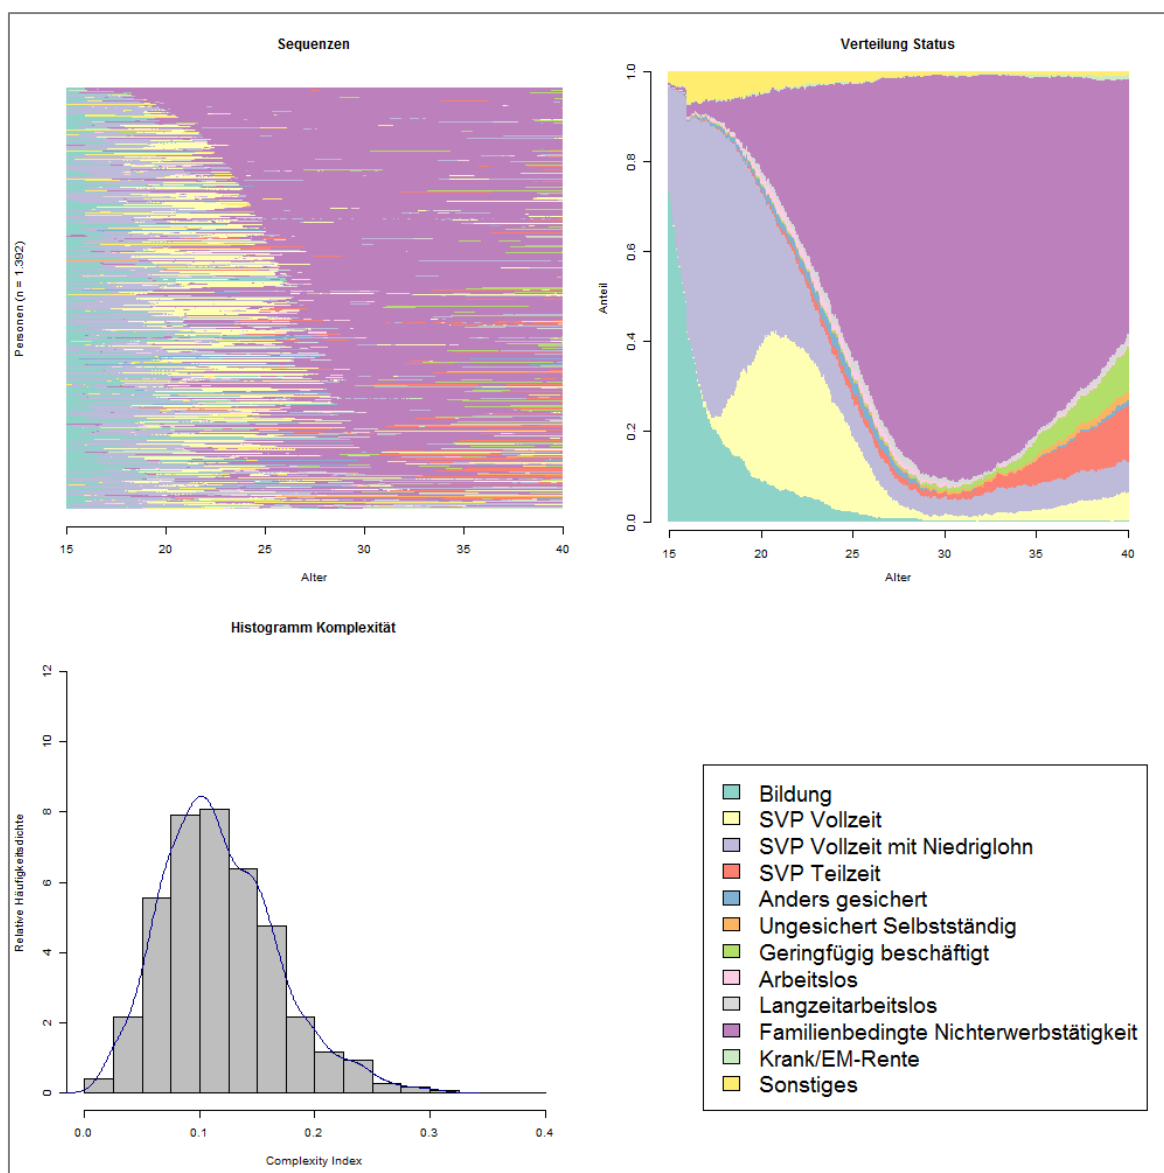 Sequenzen
Personen (n = 1.392)
15 20 25 30 35 40
Alter
Verteilung Status
Anteil
1.0
0.8
0.6
0.4
0.2
0.0
15 20 25 30 35 40
Alter
Histogramm Komplexität
Relative Häufigkeitsdichte
12
10
8
6
4
2
0
0.0 0.1 0.2 0.3 0.4
Complexity Index
Bildung
SVP Vollzeit
SVP Vollzeit mit Niedriglohn
SVP Teilzeit
Anders gesichert
Ungesichert Selbstständig
Geringfügig beschäftigt
Arbeitslos
Langzeitarbeitslos
Familienbedingte Nichterwerbstätigkeit
Krank/EM-Rente
Sonstiges